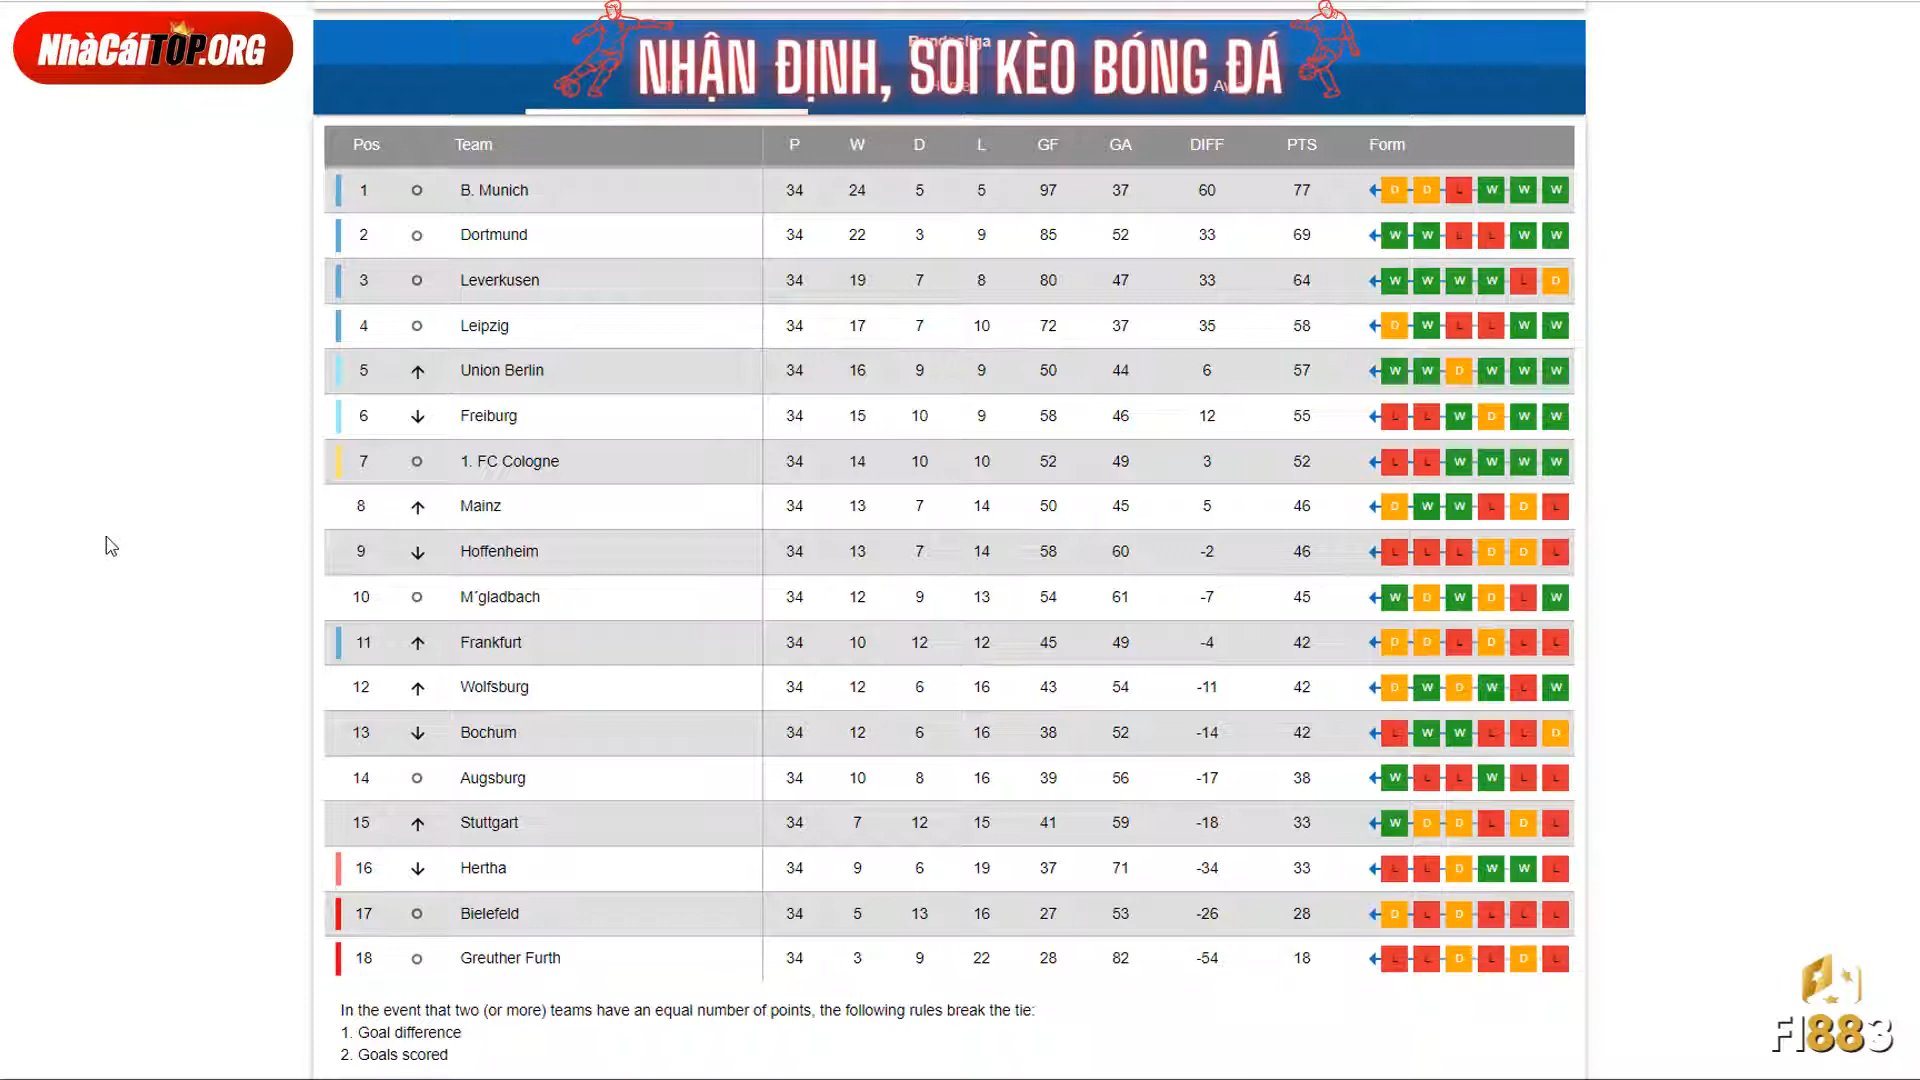 NhàCáiTOP.ORG
Bundesliga
NHẬN ĐỊNH, SOI KÈO BÓNG ĐÁ
Pos Team P W D L GF GA DIFF PTS Form
1 B. Munich 34 24 5 5 97 37 60 77 D D L W W W
2 Dortmund 34 22 3 9 85 52 33 69 W W L L W W
3 Leverkusen 34 19 7 8 80 47 33 64 W W W W L D
4 Leipzig 34 17 7 10 72 37 35 58 D W L L W W
5 Union Berlin 34 16 9 9 50 44 6 57 W W D W W W
6 Freiburg 34 15 10 9 58 46 12 55 L L W D W W
7 1. FC Cologne 34 14 10 10 52 49 3 52 L L W W W W
8 Mainz 34 13 7 14 50 45 5 46 D W W L D L
9 Hoffenheim 34 13 7 14 58 60 -2 46 L L L D D L
10 M´gladbach 34 12 9 13 54 61 -7 45 W D W D L W
11 Frankfurt 34 10 12 12 45 49 -4 42 D D L D L L
12 Wolfsburg 34 12 6 16 43 54 -11 42 D W D W L W
13 Bochum 34 12 6 16 38 52 -14 42 L W W L L D
14 Augsburg 34 10 8 16 39 56 -17 38 W L L W L L
15 Stuttgart 34 7 12 15 41 59 -18 33 W D D L D L
16 Hertha 34 9 6 19 37 71 -34 33 L L D W W L
17 Bielefeld 34 5 13 16 27 53 -26 28 D L D L L L
18 Greuther Furth 34 3 9 22 28 82 -54 18 L L D L D L
In the event that two (or more) teams have an equal number of points, the following rules break the tie:
1. Goal difference
2. Goals scored
FI883